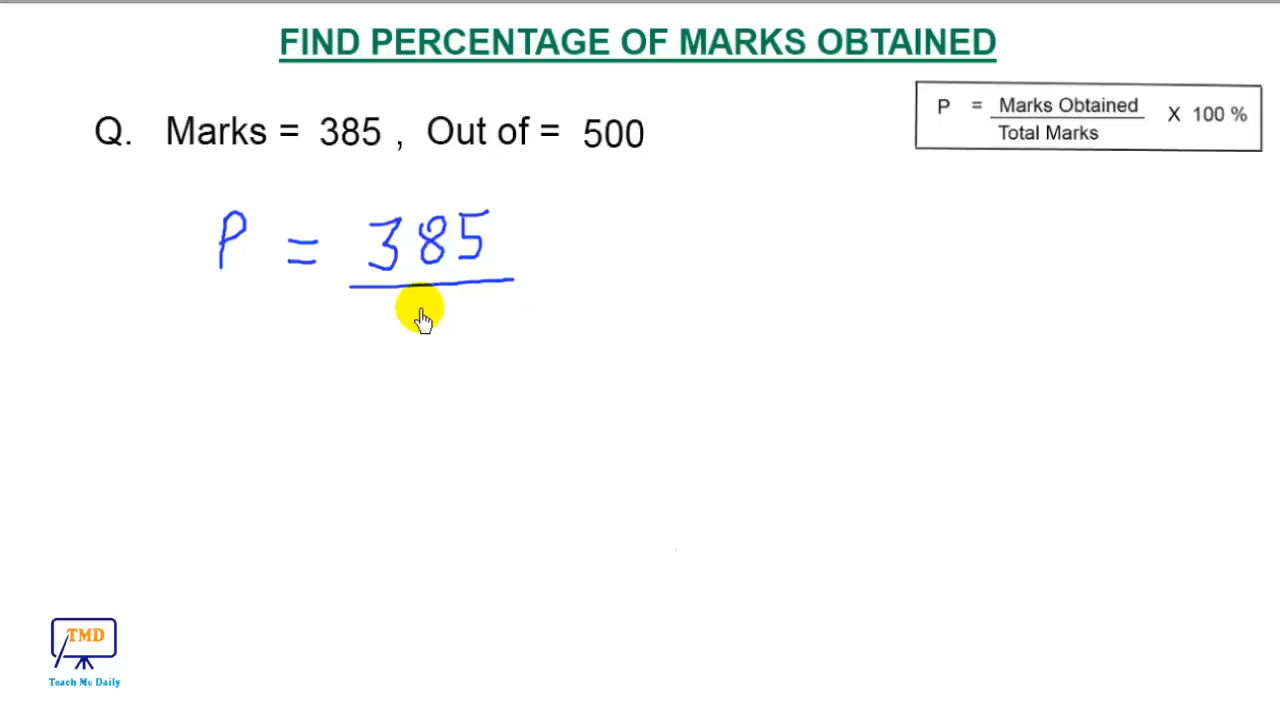 FIND PERCENTAGE OF MARKS OBTAINED
P = Marks Obtained X 100 %
Total Marks
Q. Marks = 385 , Out of = 500
P = 385
TMD
Teach Me Daily